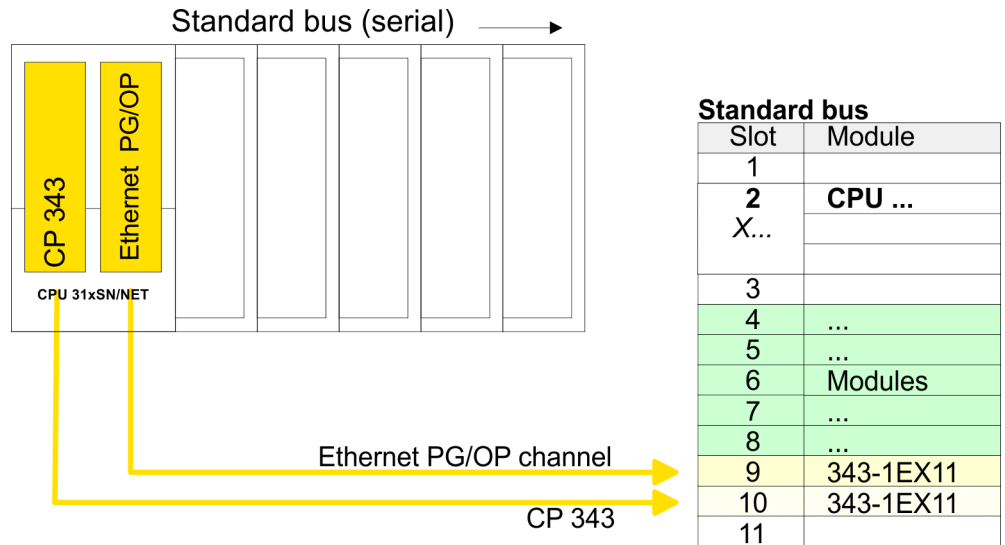 Standard bus (serial)
CP 343
Ethernet PG/OP
CPU 31xSN/NET
Ethernet PG/OP channel
CP 343
Standard bus
Slot Module
1
2 CPU ...
X...
3
4 ...
5 ...
6 Modules
7 ...
8 ...
9 343-1EX11
10 343-1EX11
11